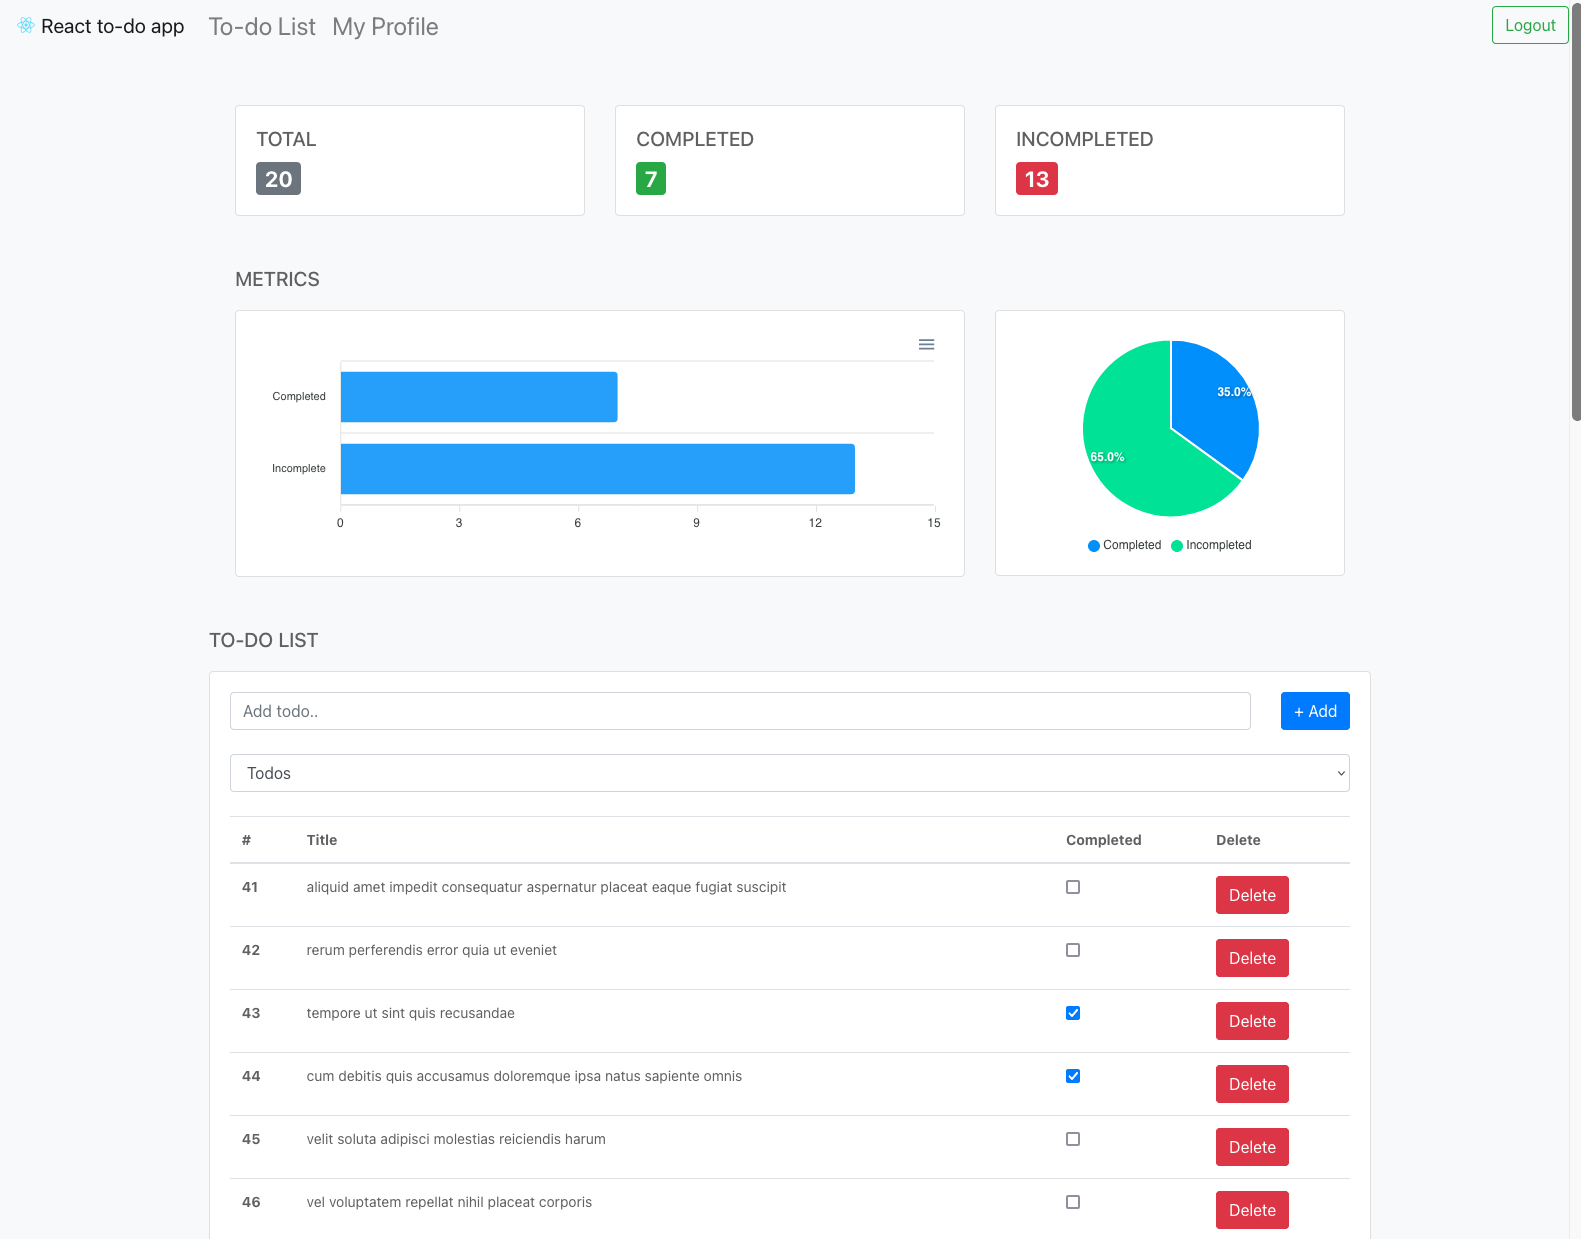 React to-do app To-do List My Profile Logout
TOTAL COMPLETED INCOMPLETED
20 7 13
METRICS
Completed
Incomplete
0 3 6 9 12 15
35.0%
65.0%
Completed Incompleted
TO-DO LIST
Add todo.. + Add
Todos
# Title Completed Delete
41 aliquid amet impedit consequatur aspernatur placeat eaque fugiat suscipit Delete
42 rerum perferendis error quia ut eveniet Delete
43 tempore ut sint quis recusandae Delete
44 cum debitis quis accusamus doloremque ipsa natus sapiente omnis Delete
45 velit soluta adipisci molestias reiciendis harum Delete
46 vel voluptatem repellat nihil placeat corporis Delete